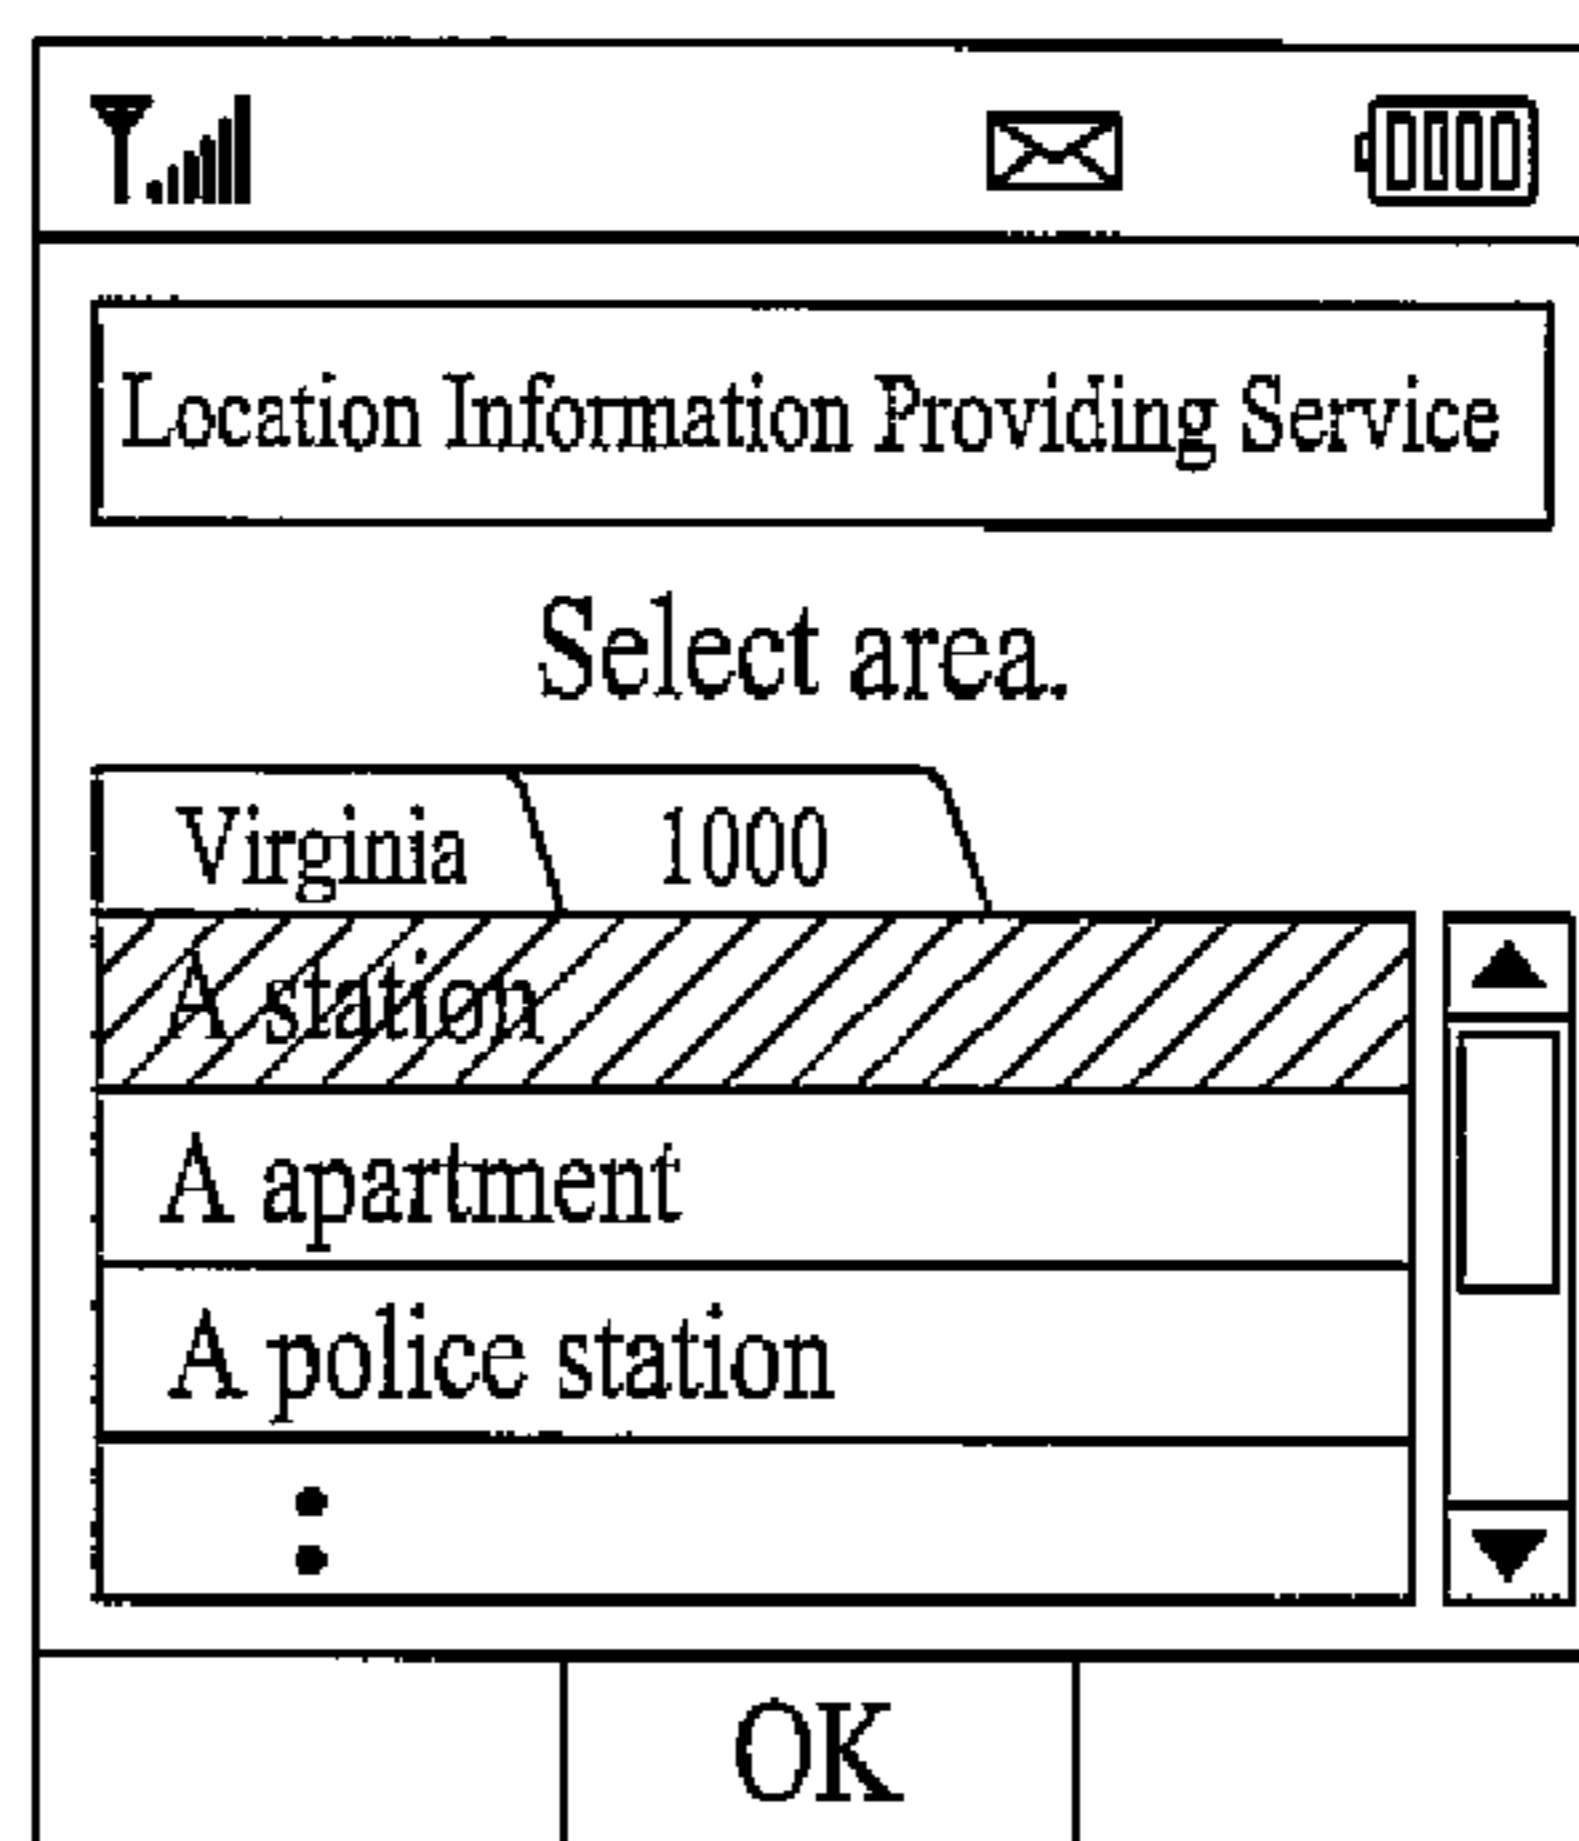 Location Information Providing Service
Select area.
Virginia 1000
A station
A apartment
A police station
OK